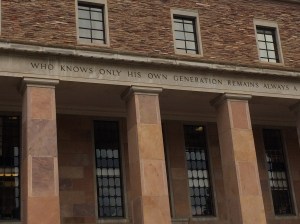 WHO KNOWS ONLY HIS OWN GENERATION REMAINS ALWAYS A